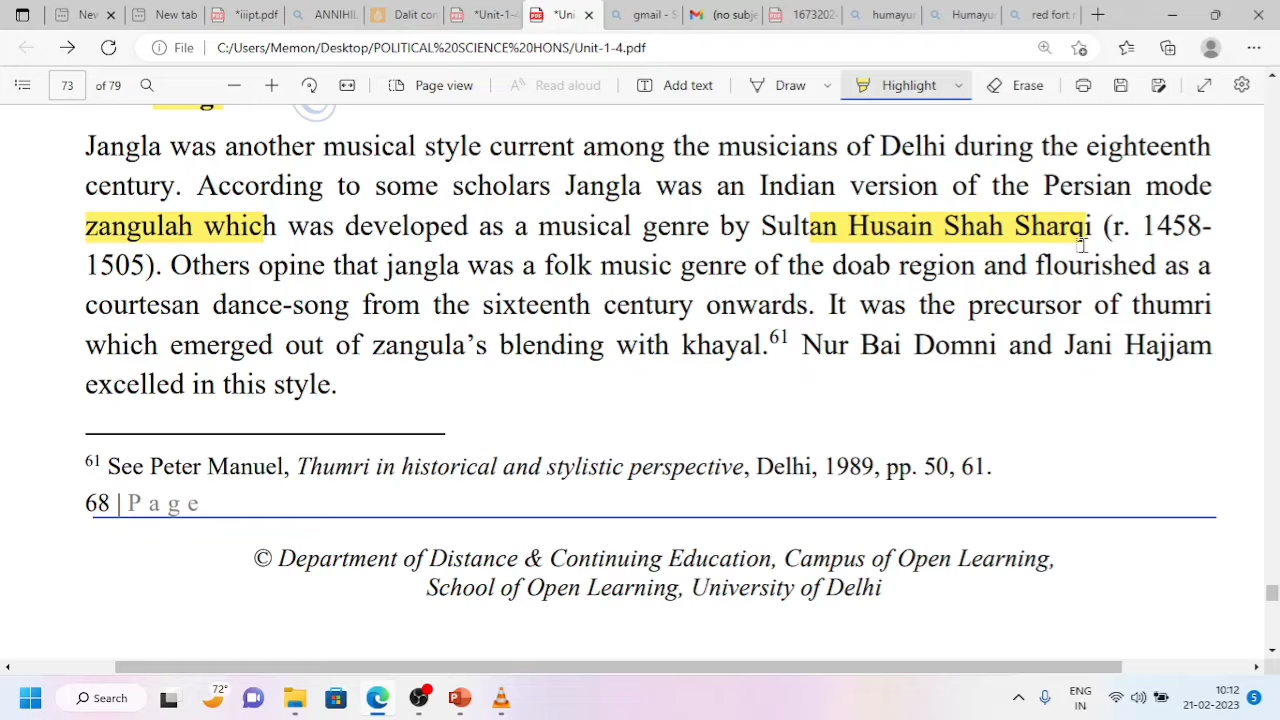 New
New tab
*iiipt.pd
ANNIHIL
Dalit con
*Unit-1-4
*Uni
gmail - S
(no subje
1673202
humayur
Humayu
red fort r
File
C:/Users/Memon/Desktop/POLITICAL%20SCIENCE%20HONS/Unit-1-4.pdf
73 of 79
Page view
Read aloud
Add text
Draw
Highlight
Erase
Jangla was another musical style current among the musicians of Delhi during the eighteenth
century. According to some scholars Jangla was an Indian version of the Persian mode
zangulah which was developed as a musical genre by Sultan Husain Shah Sharqi (r. 1458-
1505). Others opine that jangla was a folk music genre of the doab region and flourished as a
courtesan dance-song from the sixteenth century onwards. It was the precursor of thumri
which emerged out of zangula's blending with khayal.61 Nur Bai Domni and Jani Hajjam
excelled in this style.
61 See Peter Manuel, Thumri in historical and stylistic perspective, Delhi, 1989, pp. 50, 61.
68 | P a g e
© Department of Distance & Continuing Education, Campus of Open Learning,
School of Open Learning, University of Delhi
Search
72°
ENG
IN
10:12
21-02-2023
5